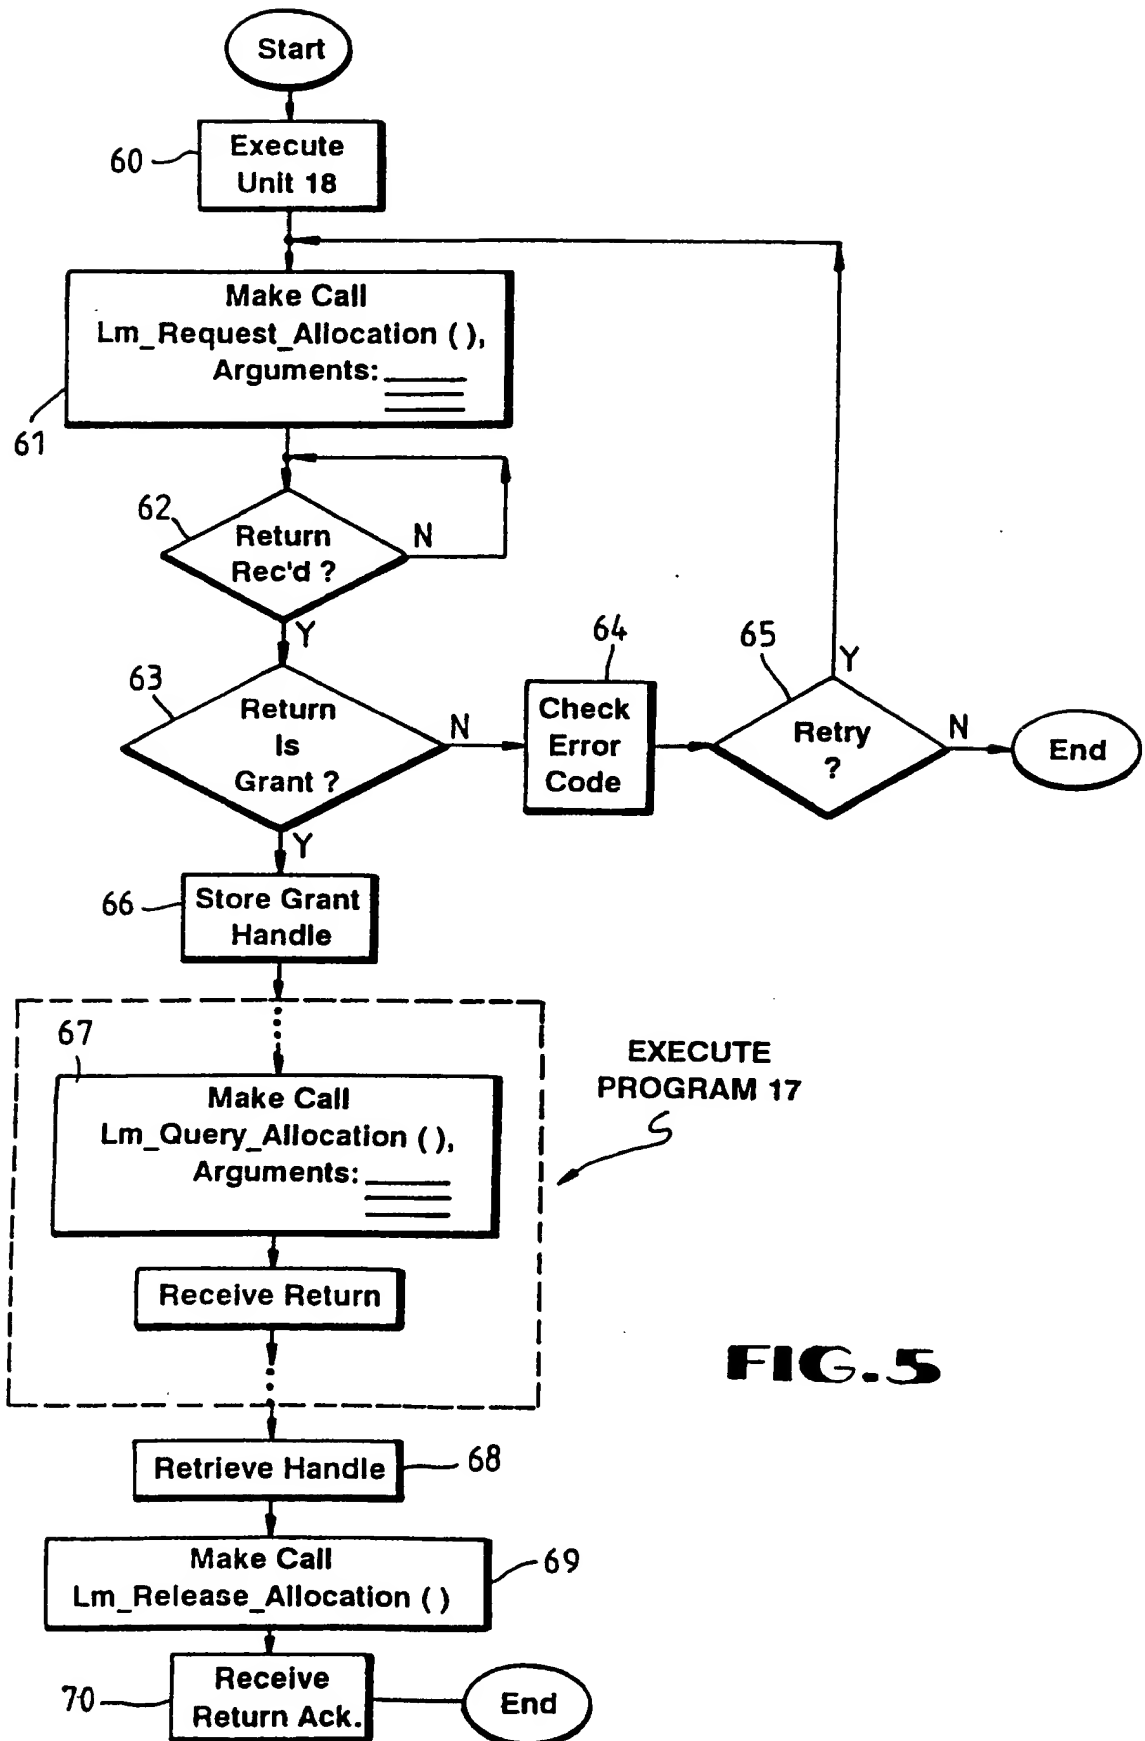 Start
60
Execute
Unit 18
Make Call
Lm_Request_Allocation ( ),
Arguments:
61
62
Return
Rec'd ?
N
Y
63
Return
Is
Grant ?
N
Y
64
Check
Error
Code
65
Retry
?
Y
N
End
66
Store Grant
Handle
67
Make Call
Lm_Query_Allocation ( ),
Arguments:
Receive Return
EXECUTE
PROGRAM 17
FIG. 5
Retrieve Handle
68
Make Call
Lm_Release_Allocation ( )
69
70
Receive
Return Ack.
End